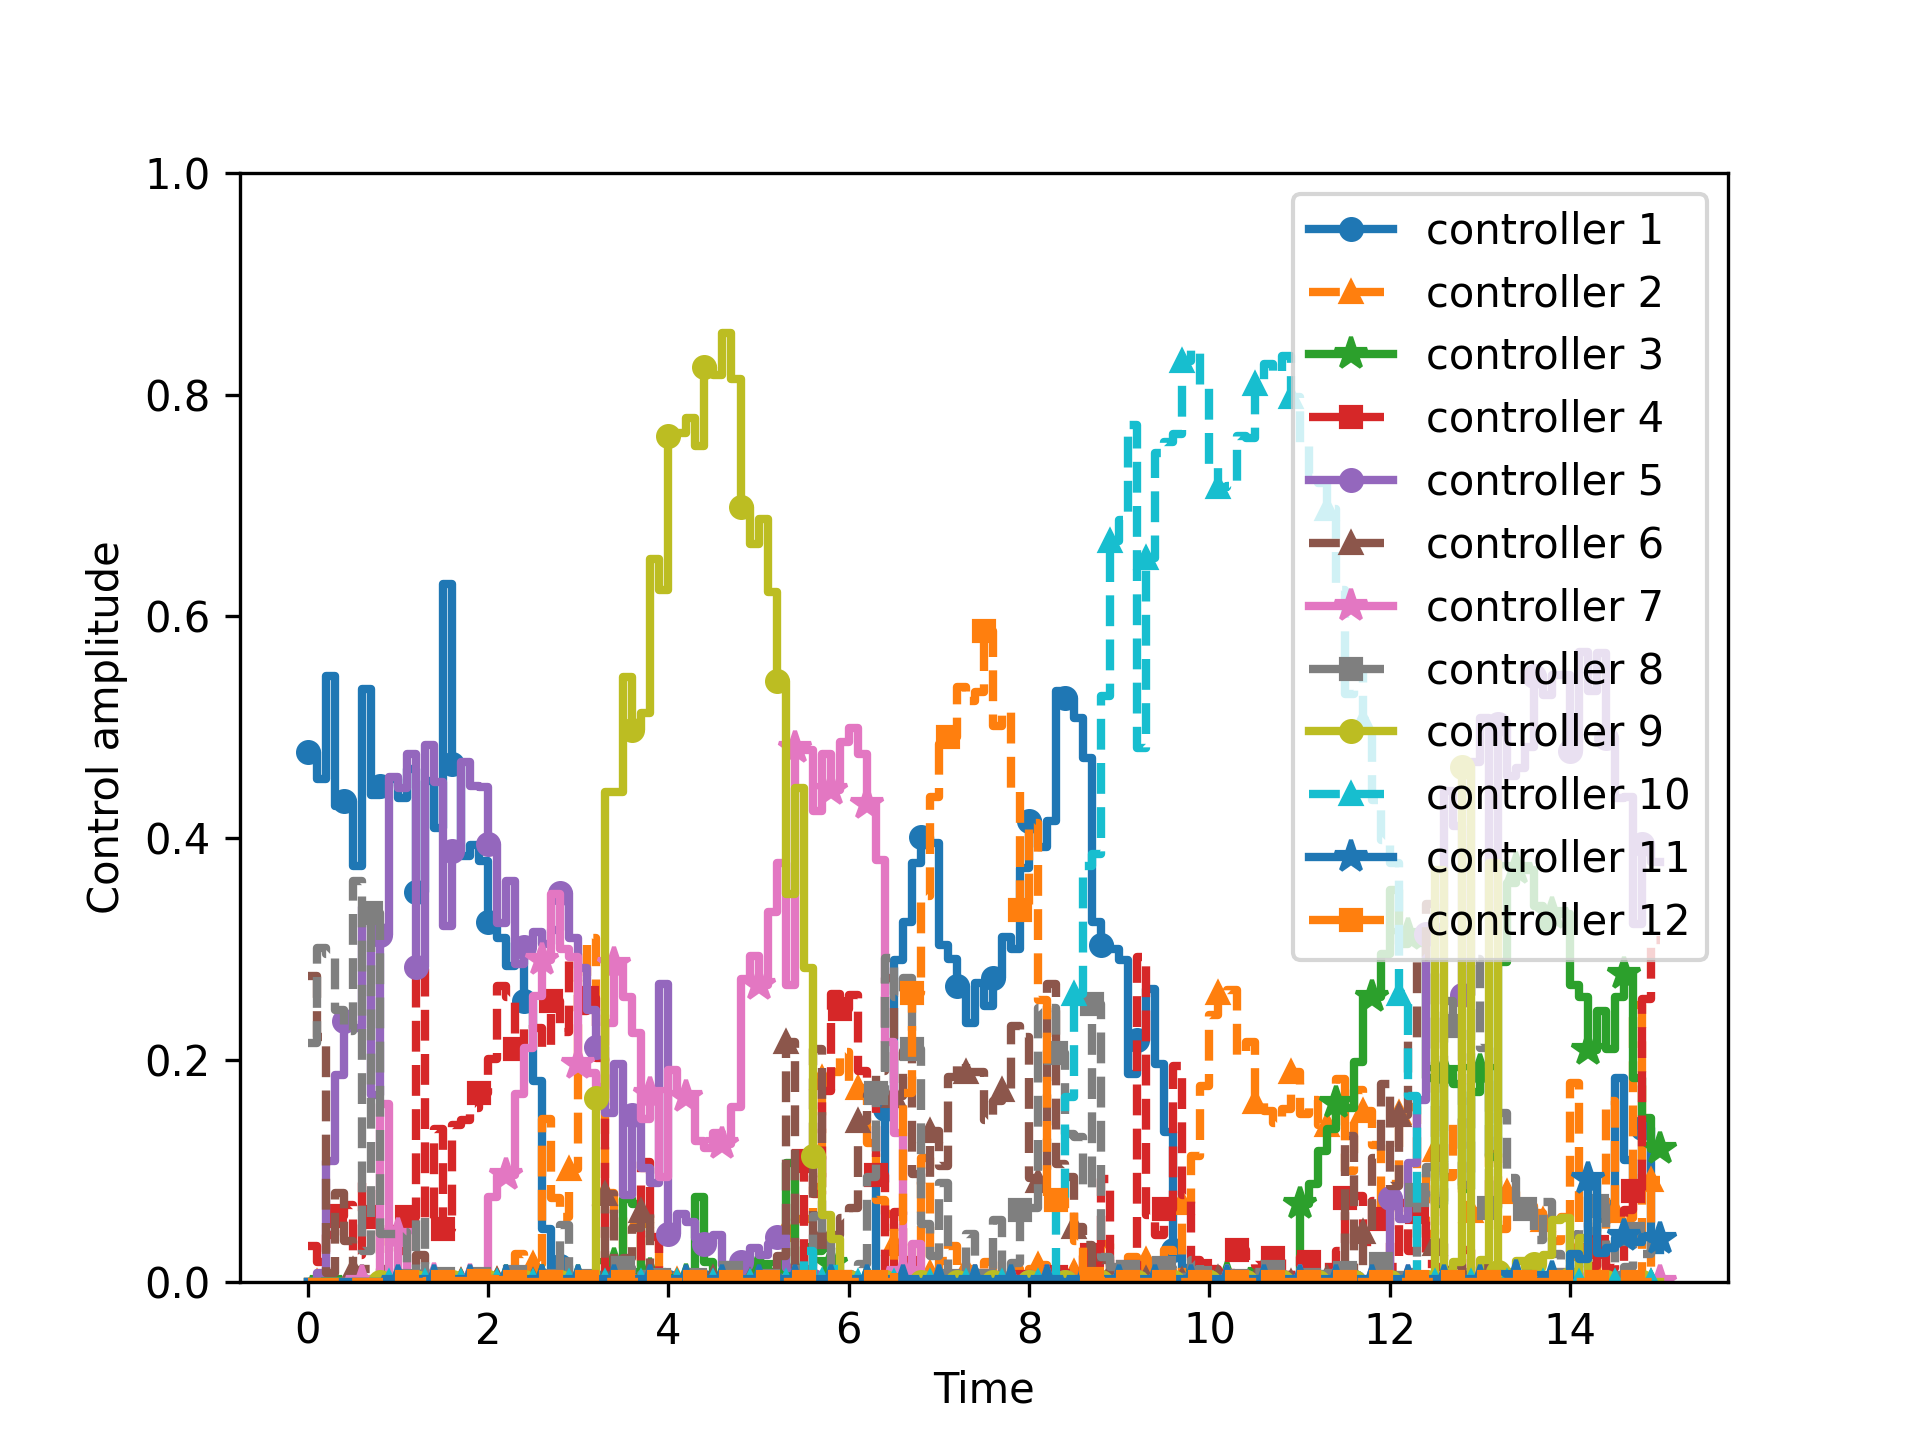 1.0
0.8
0.6
0.4
0.2
0.0
Control amplitude
0 2 4 6 8 10 12 14
Time
controller 1
controller 2
controller 3
controller 4
controller 5
controller 6
controller 7
controller 8
controller 9
controller 10
controller 11
controller 12